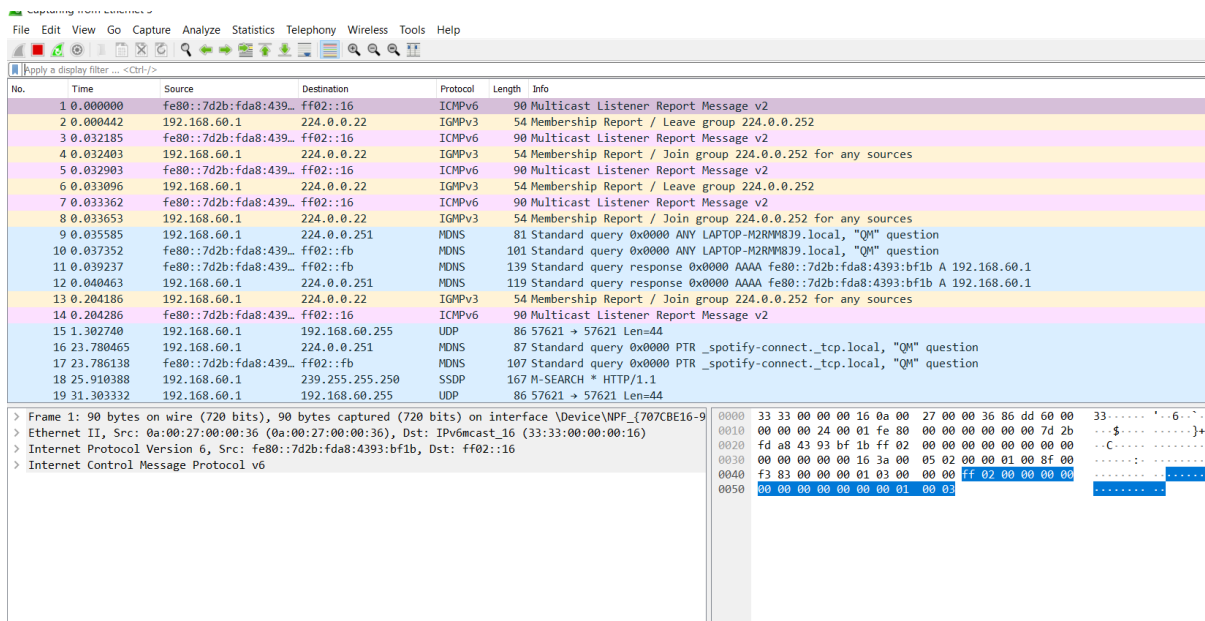 Capturing from Ethernet 3
File Edit View Go Capture Analyze Statistics Telephony Wireless Tools Help
Apply a display filter ... <Ctrl-/>
No. Time Source Destination Protocol Length Info
1 0.000000 fe80::7d2b:fda8:439… ff02::16 ICMPv6 90 Multicast Listener Report Message v2
2 0.000442 192.168.60.1 224.0.0.22 IGMPv3 54 Membership Report / Leave group 224.0.0.252
3 0.032185 fe80::7d2b:fda8:439… ff02::16 ICMPv6 90 Multicast Listener Report Message v2
4 0.032403 192.168.60.1 224.0.0.22 IGMPv3 54 Membership Report / Join group 224.0.0.252 for any sources
5 0.032903 fe80::7d2b:fda8:439… ff02::16 ICMPv6 90 Multicast Listener Report Message v2
6 0.033096 192.168.60.1 224.0.0.22 IGMPv3 54 Membership Report / Leave group 224.0.0.252
7 0.033362 fe80::7d2b:fda8:439… ff02::16 ICMPv6 90 Multicast Listener Report Message v2
8 0.033653 192.168.60.1 224.0.0.22 IGMPv3 54 Membership Report / Join group 224.0.0.252 for any sources
9 0.035585 192.168.60.1 224.0.0.251 MDNS 81 Standard query 0x0000 ANY LAPTOP-M2RMM8J9.local, "QM" question
10 0.037352 fe80::7d2b:fda8:439… ff02::fb MDNS 101 Standard query 0x0000 ANY LAPTOP-M2RMM8J9.local, "QM" question
11 0.039237 fe80::7d2b:fda8:439… ff02::fb MDNS 139 Standard query response 0x0000 AAAA fe80::7d2b:fda8:4393:bf1b A 192.168.60.1
12 0.040463 192.168.60.1 224.0.0.251 MDNS 119 Standard query response 0x0000 AAAA fe80::7d2b:fda8:4393:bf1b A 192.168.60.1
13 0.204186 192.168.60.1 224.0.0.22 IGMPv3 54 Membership Report / Join group 224.0.0.252 for any sources
14 0.204286 fe80::7d2b:fda8:439… ff02::16 ICMPv6 90 Multicast Listener Report Message v2
15 1.302740 192.168.60.1 192.168.60.255 UDP 86 57621 → 57621 Len=44
16 23.780465 192.168.60.1 224.0.0.251 MDNS 87 Standard query 0x0000 PTR _spotify-connect._tcp.local, "QM" question
17 23.786138 fe80::7d2b:fda8:439… ff02::fb MDNS 107 Standard query 0x0000 PTR _spotify-connect._tcp.local, "QM" question
18 25.910388 192.168.60.1 239.255.255.250 SSDP 167 M-SEARCH * HTTP/1.1
19 31.303332 192.168.60.1 192.168.60.255 UDP 86 57621 → 57621 Len=44
> Frame 1: 90 bytes on wire (720 bits), 90 bytes captured (720 bits) on interface \Device\NPF_{707CBE16-9
> Ethernet II, Src: 0a:00:27:00:00:36 (0a:00:27:00:00:36), Dst: IPv6mcast_16 (33:33:00:00:00:16)
> Internet Protocol Version 6, Src: fe80::7d2b:fda8:4393:bf1b, Dst: ff02::16
> Internet Control Message Protocol v6
0000 33 33 00 00 00 16 0a 00 27 00 00 36 86 dd 60 00 33······ '··6··`·
0010 00 00 00 24 00 01 fe 80 00 00 00 00 00 00 7d 2b ···$···· ······}+
0020 fd a8 43 93 bf 1b ff 02 00 00 00 00 00 00 00 00 ··C····· ········
0030 00 00 00 00 00 16 3a 00 05 02 00 00 01 00 8f 00 ······:· ········
0040 f3 83 00 00 00 01 03 00 00 00 ff 02 00 00 00 00 ········ ········
0050 00 00 00 00 00 00 00 01 00 03 ········ ··